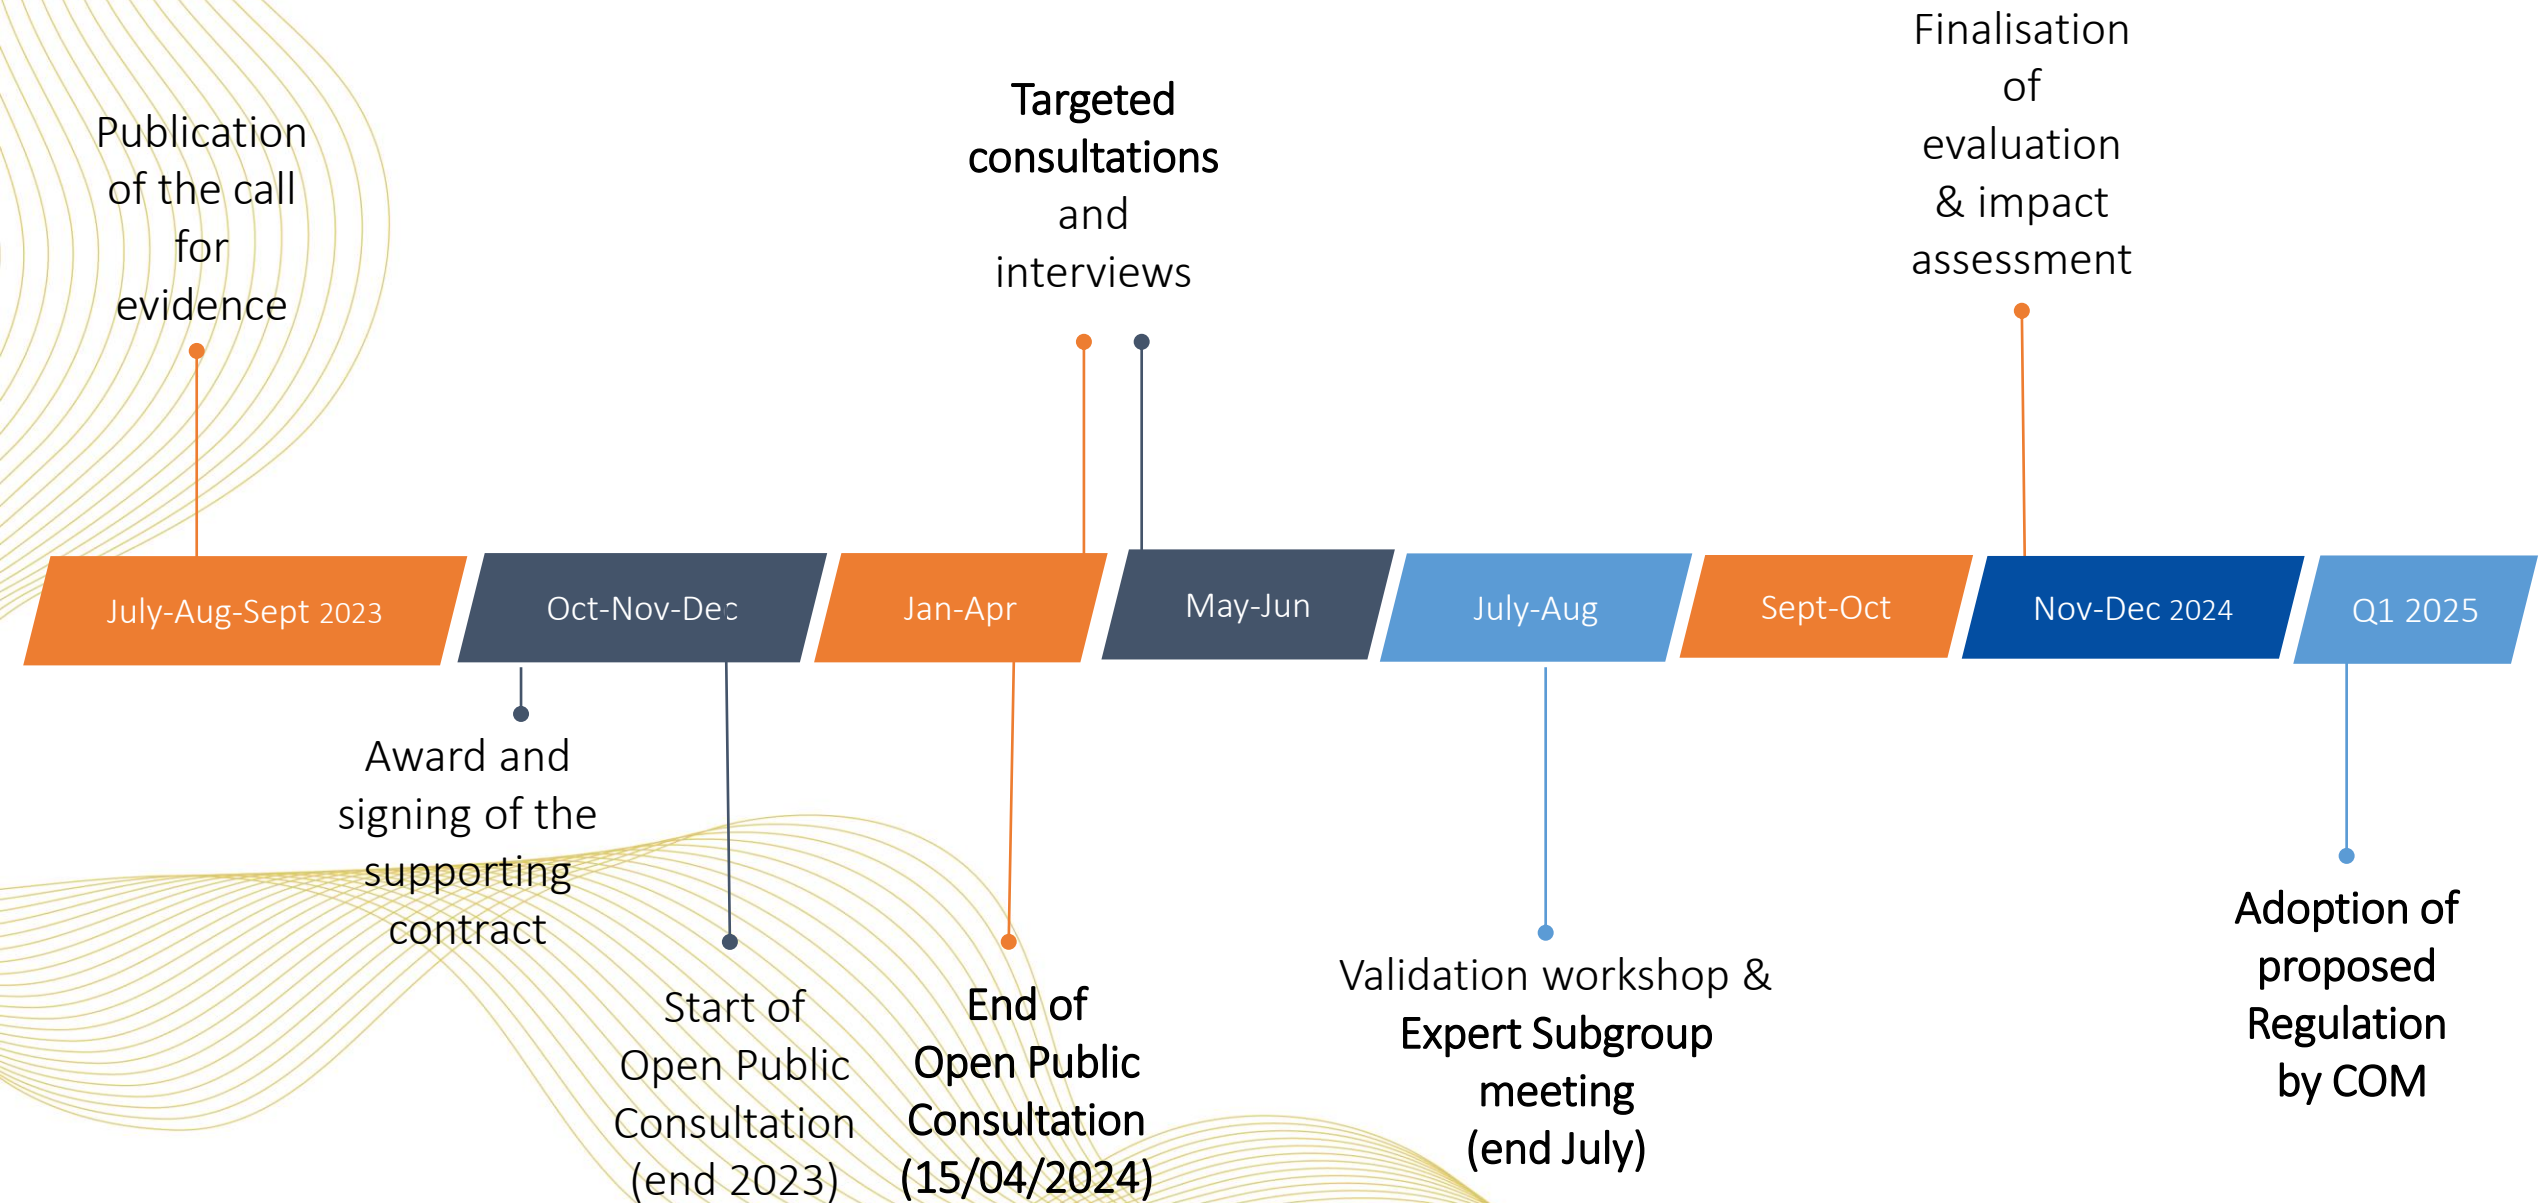 Publication
of the call
for
evidence
Targeted
consultations
and
interviews
Finalisation
of
evaluation
& impact
assessment
July-Aug-Sept 2023
Oct-Nov-Dec
Jan-Apr
May-Jun
July-Aug
Sept-Oct
Nov-Dec 2024
Q1 2025
Award and
signing of the
supporting
contract
Start of
Open Public
Consultation
(end 2023)
End of
Open Public
Consultation
(15/04/2024)
Validation workshop &
Expert Subgroup
meeting
(end July)
Adoption of
proposed
Regulation
by COM